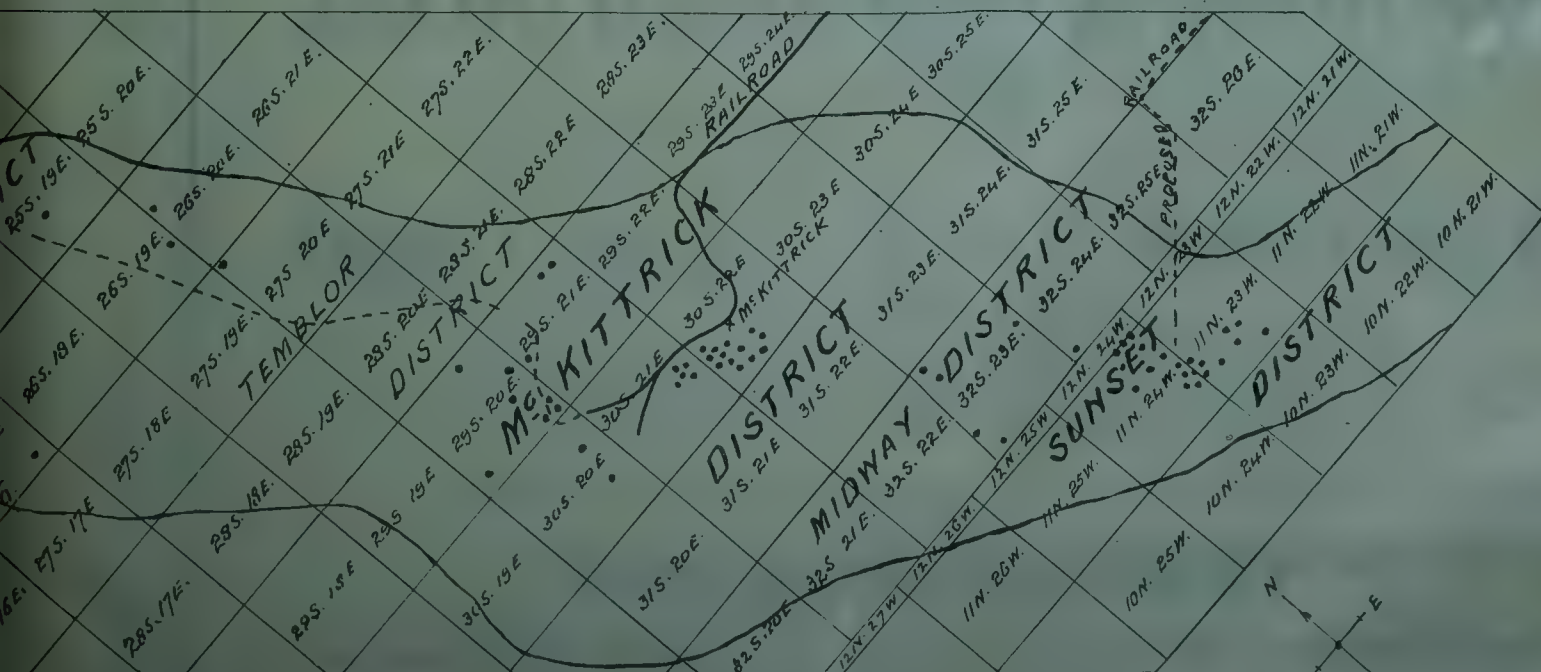 25S. 20E.
26S. 21E.
27S. 22E.
28S. 23E.
29S. 24E.
RAILROAD
29S. 23E
30S. 25E.
RAILROAD
PROPOSED
32S. 26E.
12N. 21W.
ICT
25S. 19E.
26S. 20E.
27S. 21E
28S. 22E
30S. 24E
31S. 25E
12N. 22W.
11N. 21W.
26S. 19E.
27S. 20E
28S. 21E.
29S. 22E.
30S. 23E
31S. 24E.
32S. 25E
12N. 23W
11N. 22W
10N. 21W.
26S. 18E.
27S. 19E.
TEMBLOR
DISTRICT
28S. 20E
29S. 21E.
30S. 22E
McKITTRICK
31S. 23E.
32S. 24E.
12N. 24W.
11N. 23W.
10N. 22W.
McKITTRICK
DISTRICT
27S. 18E
28S. 19E.
29S. 20E.
30S. 21E
31S. 22E.
32S. 23E.
12N. 25W
11N. 24W.
10N. 23W.
MIDWAY DISTRICT
SUNSET DISTRICT
27S. 17E
28S. 18E.
29S 19E
30S. 20E
31S. 21E
32S. 22E.
12N. 26W.
11N. 25W.
10N. 24W.
16E.
28S. 17E.
29S. 18E
30S. 19E
31S. 20E.
32S 21E.
12N. 27W
11N. 26W.
10N. 25W.
32S. 20E
N
E